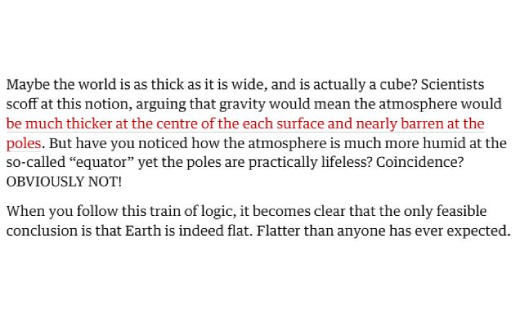 Maybe the world is as thick as it is wide, and is actually a cube? Scientists
scoff at this notion, arguing that gravity would mean the atmosphere would
be much thicker at the centre of the each surface and nearly barren at the
poles. But have you noticed how the atmosphere is much more humid at the
so-called “equator” yet the poles are practically lifeless? Coincidence?
OBVIOUSLY NOT!
When you follow this train of logic, it becomes clear that the only feasible
conclusion is that Earth is indeed flat. Flatter than anyone has ever expected.